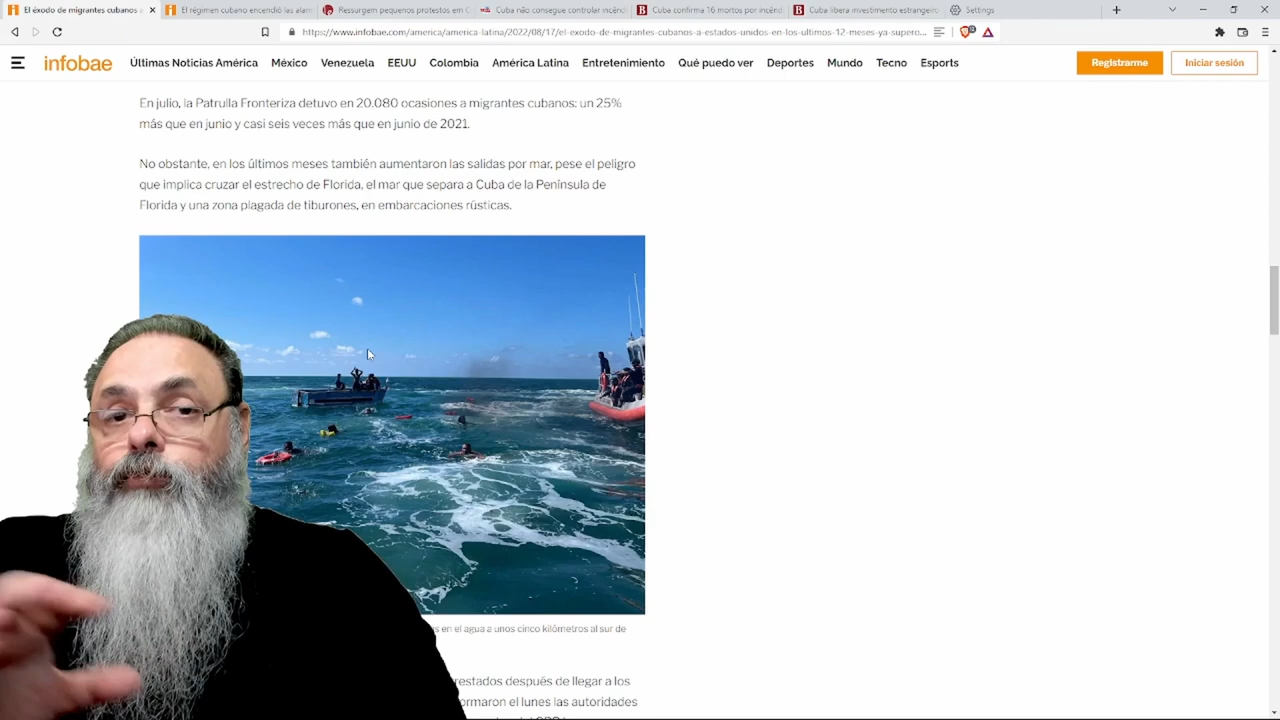 El éxodo de migrantes cubanos a
El régimen cubano encendió las alarm
Ressurgem pequenos protestos em C
Cuba não consegue controlar incênd
Cuba confirma 16 mortos por incênd
Cuba libera investimento estrangeiro
Settings
https://www.infobae.com/america/america-latina/2022/08/17/el-exodo-de-migrantes-cubanos-a-estados-unidos-en-los-ultimos-12-meses-ya-supero...
infobae
Últimas Noticias América
México
Venezuela
EEUU
Colombia
América Latina
Entretenimiento
Qué puedo ver
Deportes
Mundo
Tecno
Esports
Registrarme
Iniciar sesión
En julio, la Patrulla Fronteriza detuvo en 20.080 ocasiones a migrantes cubanos: un 25%
más que en junio y casi seis veces más que en junio de 2021.
No obstante, en los últimos meses también aumentaron las salidas por mar, pese el peligro
que implica cruzar el estrecho de Florida, el mar que separa a Cuba de la Península de
Florida y una zona plagada de tiburones, en embarcaciones rústicas.
es en el agua a unos cinco kilómetros al sur de
rrestados después de llegar a los
ormaron el lunes las autoridades